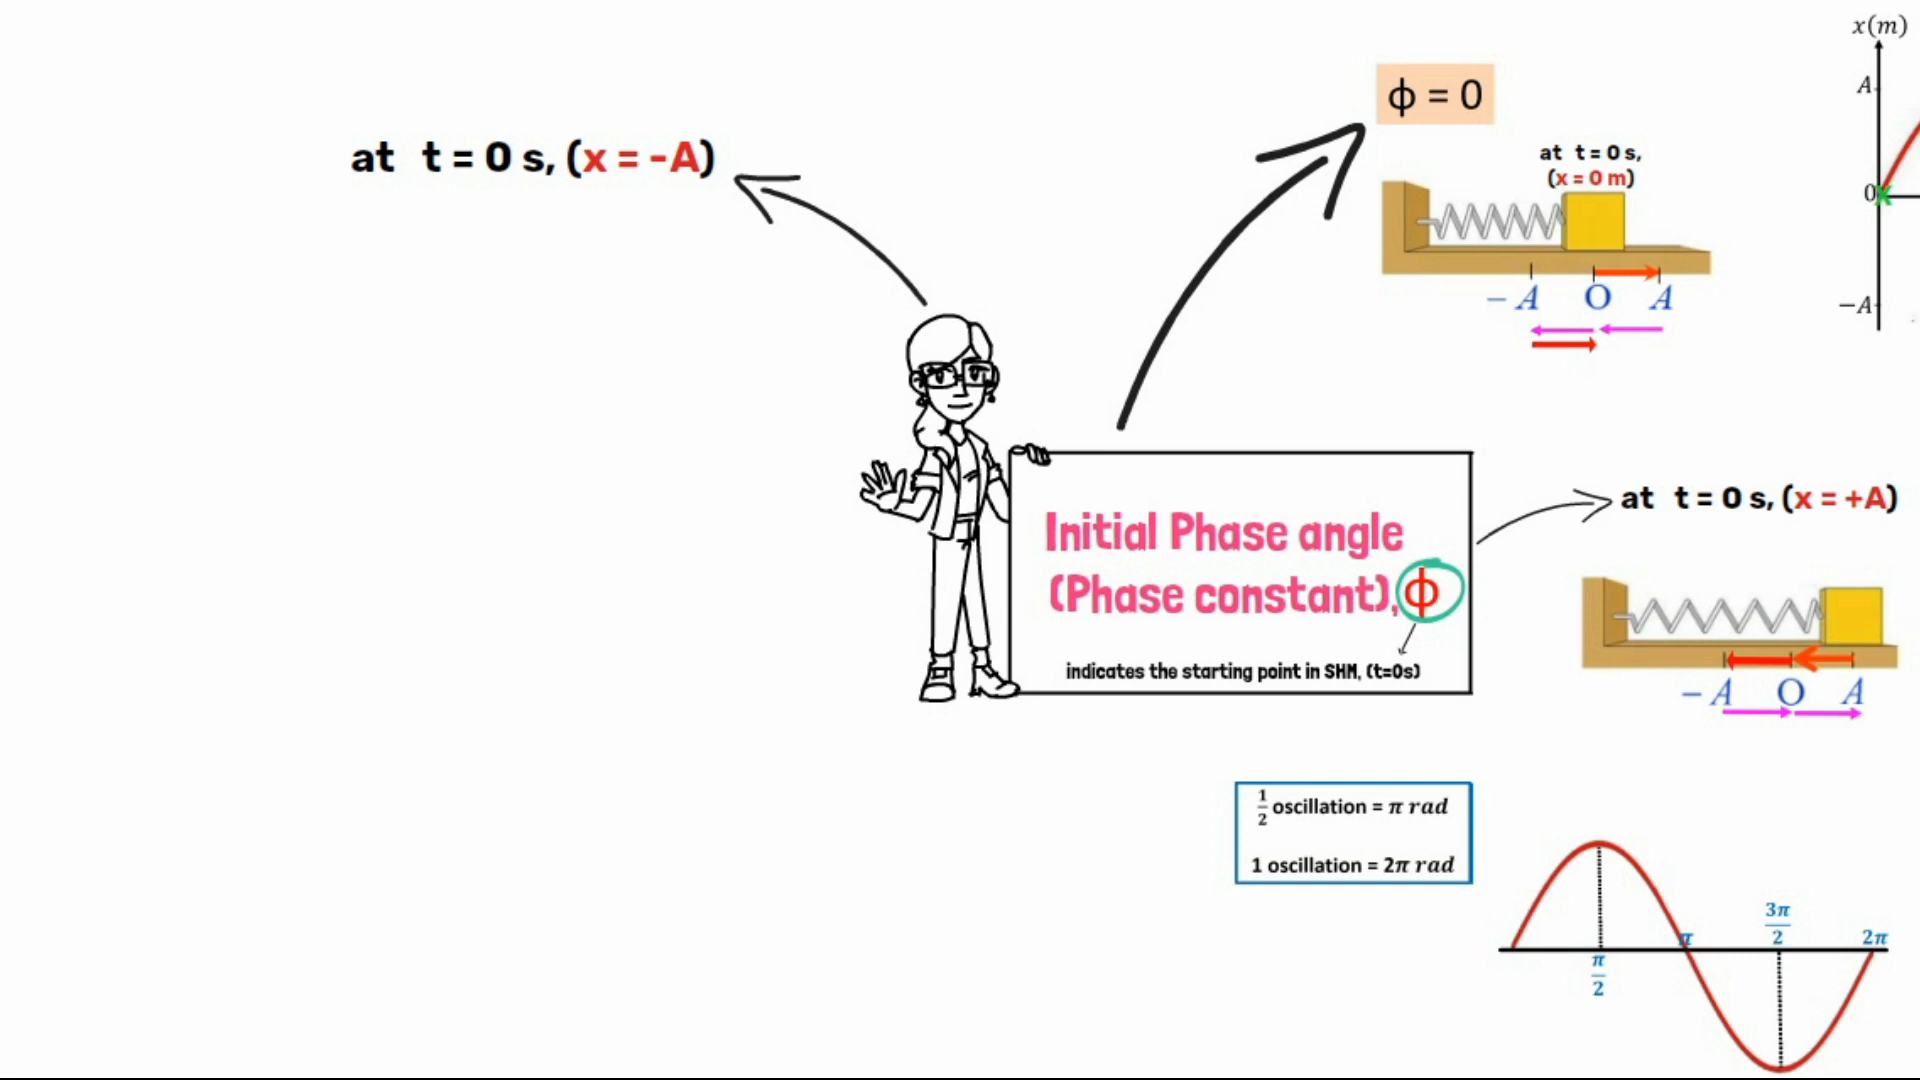 at t = 0 s, (x = -A)
ϕ = 0
at t = 0 s,
(x = 0 m)
– A O A
x(m)
A
0
−A
Initial Phase angle
(Phase constant), ϕ
indicates the starting point in SHM, (t=0s)
at t = 0 s, (x = +A)
– A O A
1/2 oscillation = π rad
1 oscillation = 2π rad
π/2
π
3π/2
2π